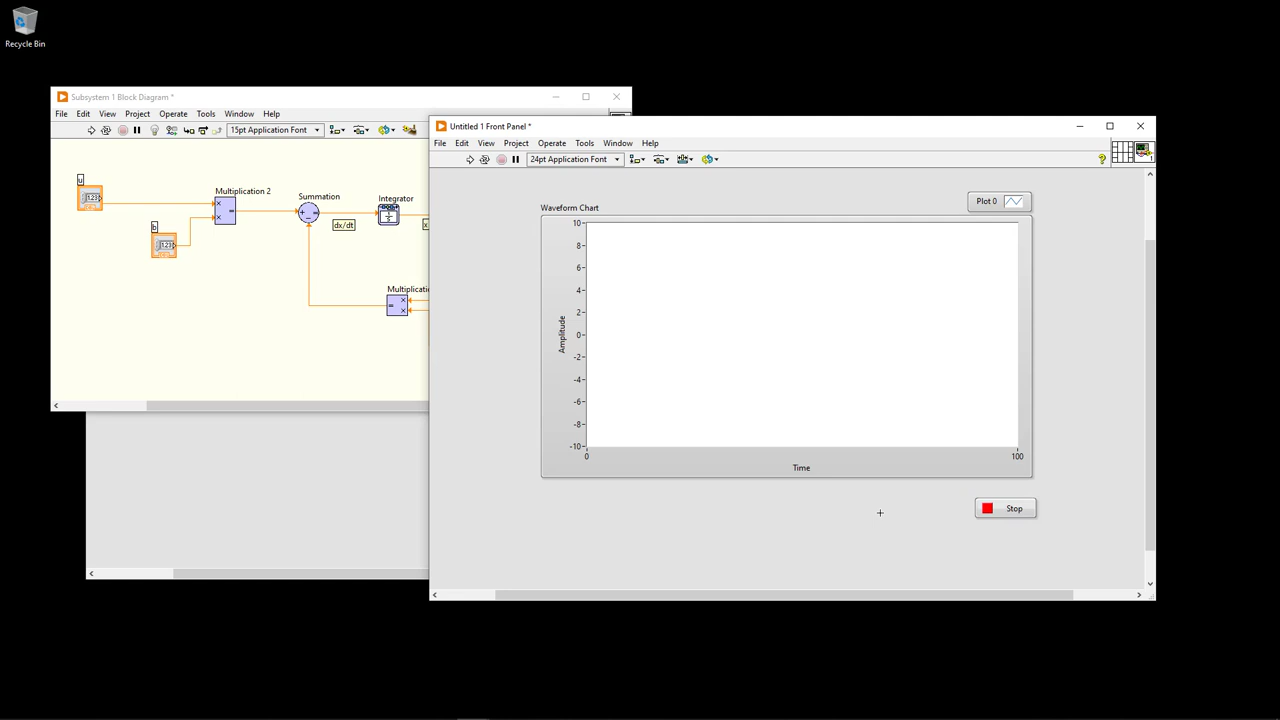 Recycle Bin
Subsystem 1 Block Diagram *
File Edit View Project Operate Tools Window Help
15pt Application Font
u
123
b
123
Multiplication 2
Summation
dx/dt
Integrator
x
Multiplicatio
Untitled 1 Front Panel *
File Edit View Project Operate Tools Window Help
24pt Application Font
Waveform Chart
Plot 0
10
8
6
4
2
0
-2
-4
-6
-8
-10
Amplitude
0
100
Time
Stop